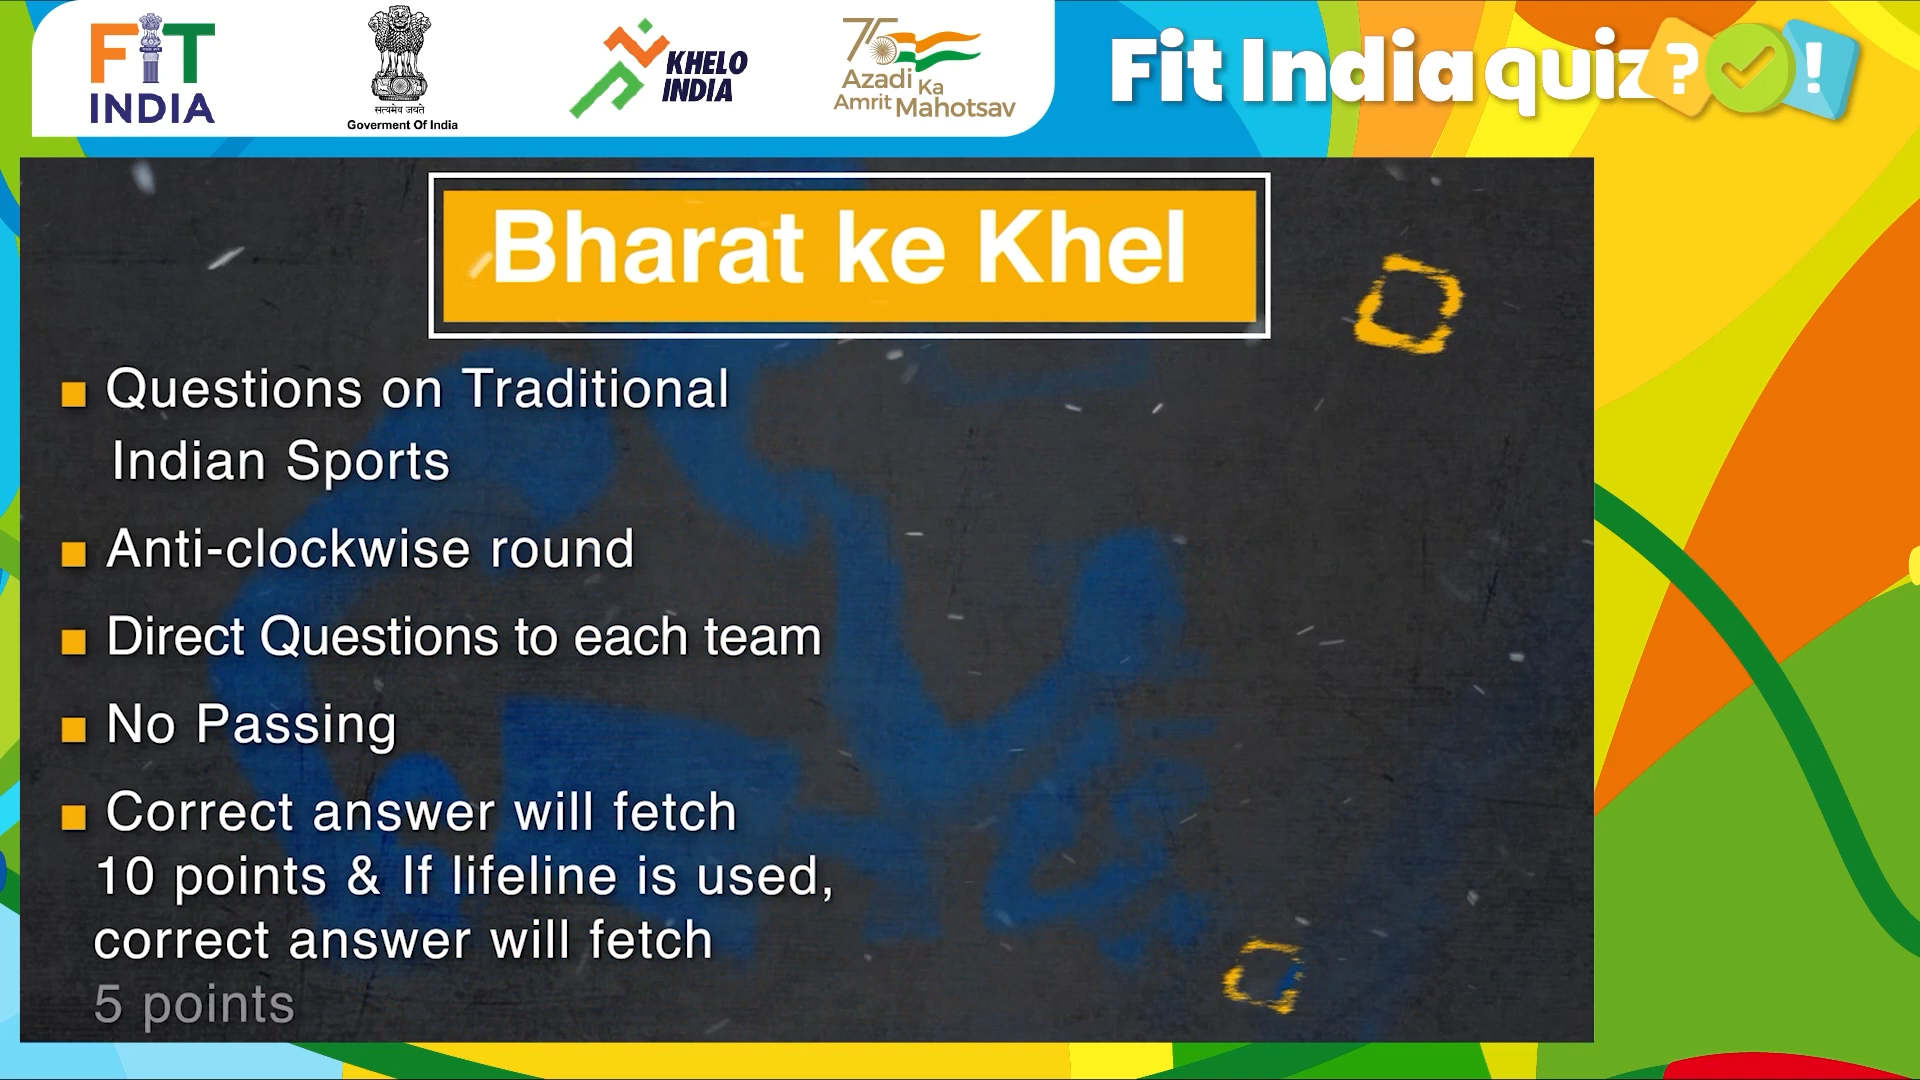 FIT
INDIA
सत्यमेव जयते
Goverment Of India
KHELO
INDIA
75
Azadi Ka
Amrit Mahotsav
Fit India quiz ? !
Bharat ke Khel
Questions on Traditional
Indian Sports
Anti-clockwise round
Direct Questions to each team
No Passing
Correct answer will fetch
10 points & If lifeline is used,
correct answer will fetch
5 points